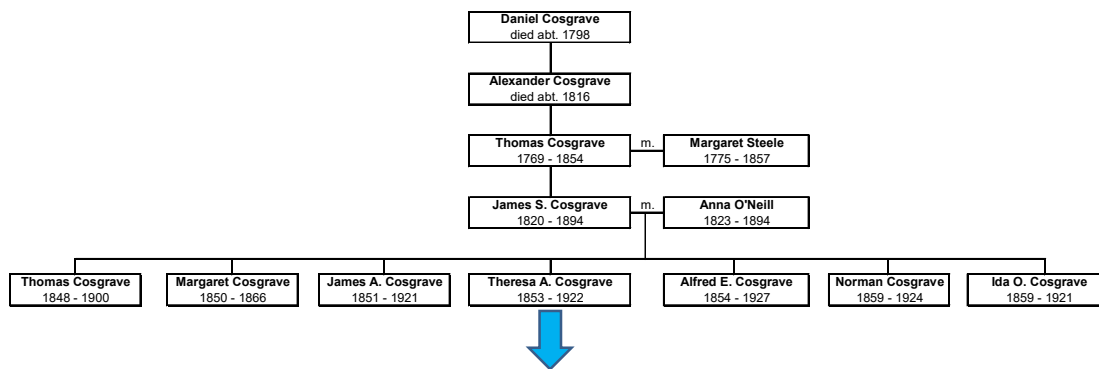 Daniel Cosgrave
died abt. 1798
Alexander Cosgrave
died abt. 1816
Thomas Cosgrave
1769 - 1854
m.
Margaret Steele
1775 - 1857
James S. Cosgrave
1820 - 1894
m.
Anna O'Neill
1823 - 1894
Thomas Cosgrave
1848 - 1900
Margaret Cosgrave
1850 - 1866
James A. Cosgrave
1851 - 1921
Theresa A. Cosgrave
1853 - 1922
Alfred E. Cosgrave
1854 - 1927
Norman Cosgrave
1859 - 1924
Ida O. Cosgrave
1859 - 1921